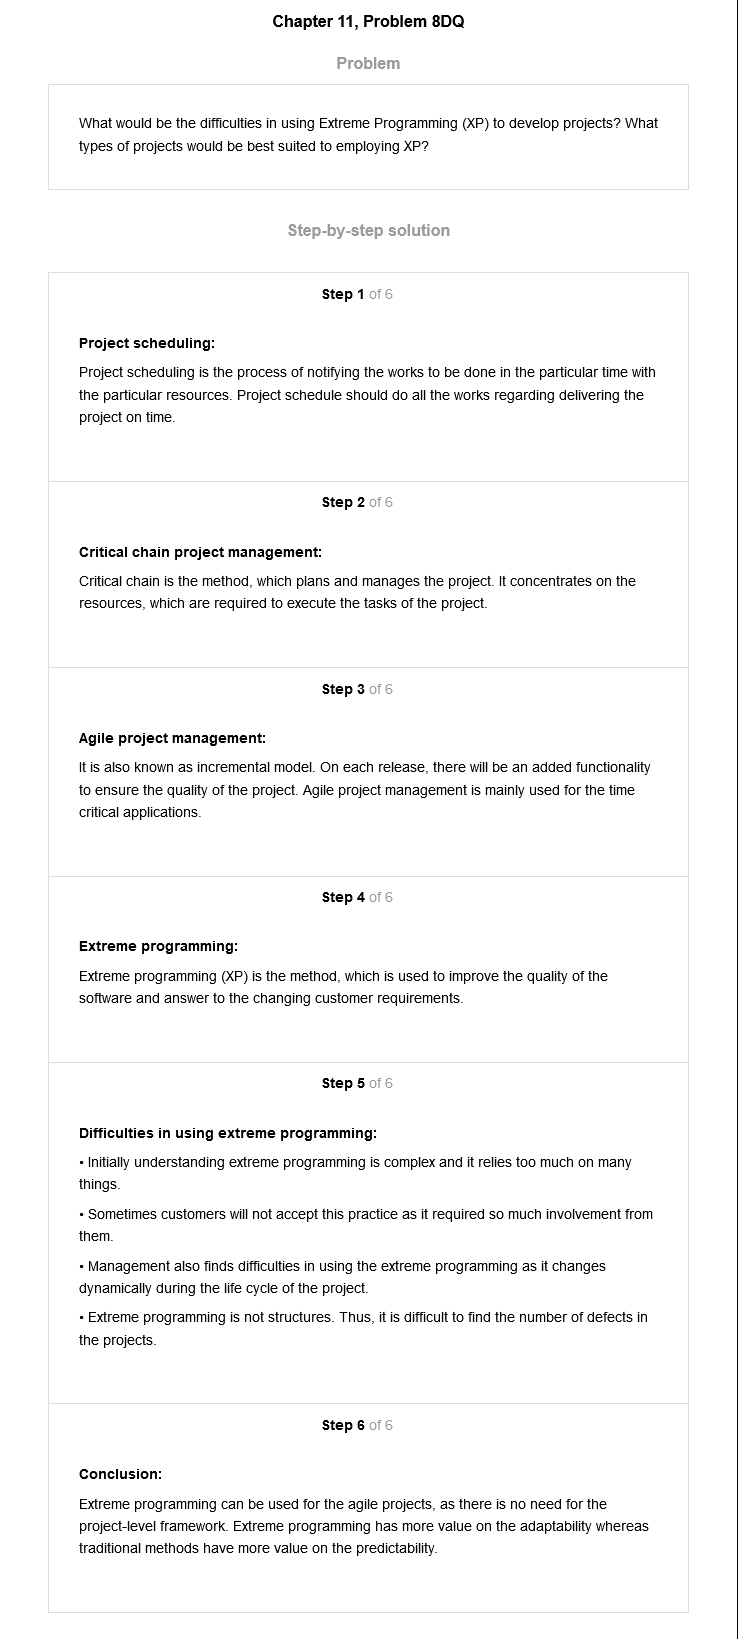 Chapter 11, Problem 8DQ
Problem
What would be the difficulties in using Extreme Programming (XP) to develop projects? What
types of projects would be best suited to employing XP?
Step-by-step solution
Step 1 of 6
Project scheduling:
Project scheduling is the process of notifying the works to be done in the particular time with
the particular resources. Project schedule should do all the works regarding delivering the
project on time.
Step 2 of 6
Critical chain project management:
Critical chain is the method, which plans and manages the project. It concentrates on the
resources, which are required to execute the tasks of the project.
Step 3 of 6
Agile project management:
It is also known as incremental model. On each release, there will be an added functionality
to ensure the quality of the project. Agile project management is mainly used for the time
critical applications.
Step 4 of 6
Extreme programming:
Extreme programming (XP) is the method, which is used to improve the quality of the
software and answer to the changing customer requirements.
Step 5 of 6
Difficulties in using extreme programming:
• Initially understanding extreme programming is complex and it relies too much on many
things.
• Sometimes customers will not accept this practice as it required so much involvement from
them.
• Management also finds difficulties in using the extreme programming as it changes
dynamically during the life cycle of the project.
• Extreme programming is not structures. Thus, it is difficult to find the number of defects in
the projects.
Step 6 of 6
Conclusion:
Extreme programming can be used for the agile projects, as there is no need for the
project-level framework. Extreme programming has more value on the adaptability whereas
traditional methods have more value on the predictability.